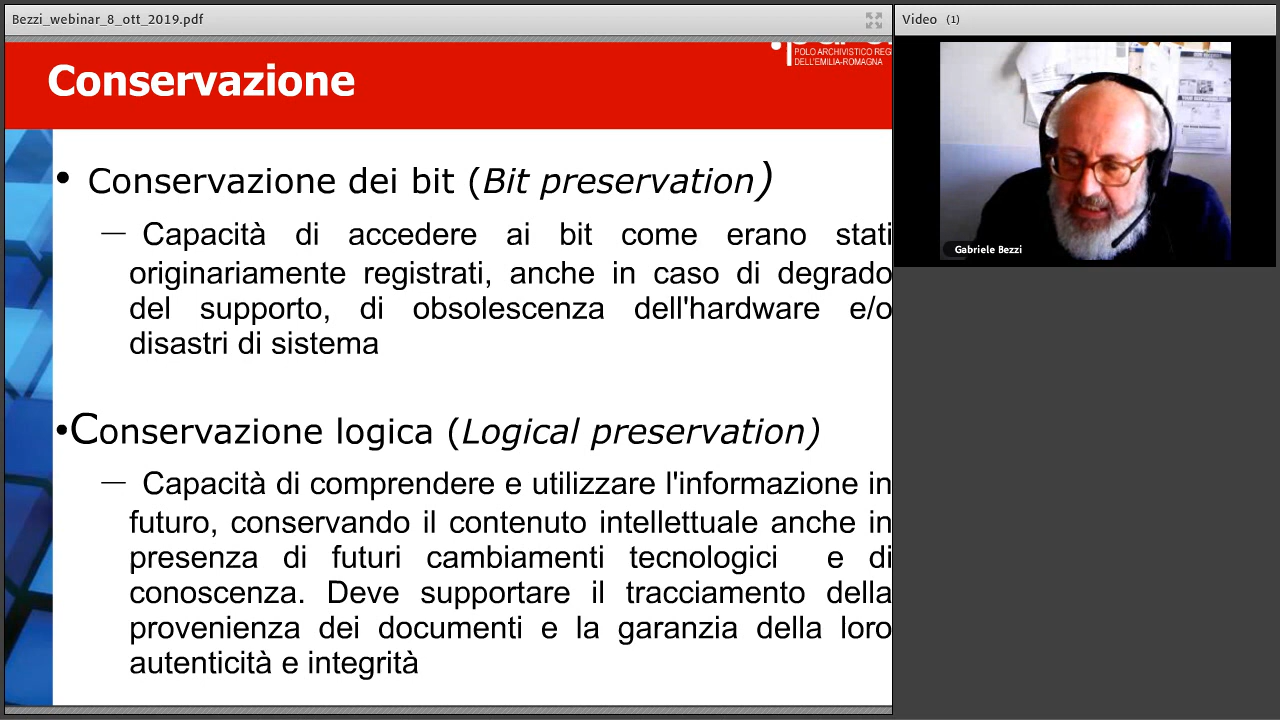 Bezzi_webinar_8_ott_2019.pdf
Video (1)
POLO ARCHIVISTICO REG
DELL'EMILIA-ROMAGNA
Conservazione
• Conservazione dei bit (Bit preservation)
— Capacità di accedere ai bit come erano stati
originariamente registrati, anche in caso di degrado
del supporto, di obsolescenza dell'hardware e/o
disastri di sistema
•Conservazione logica (Logical preservation)
— Capacità di comprendere e utilizzare l'informazione in
futuro, conservando il contenuto intellettuale anche in
presenza di futuri cambiamenti tecnologici e di
conoscenza. Deve supportare il tracciamento della
provenienza dei documenti e la garanzia della loro
autenticità e integrità
Gabriele Bezzi